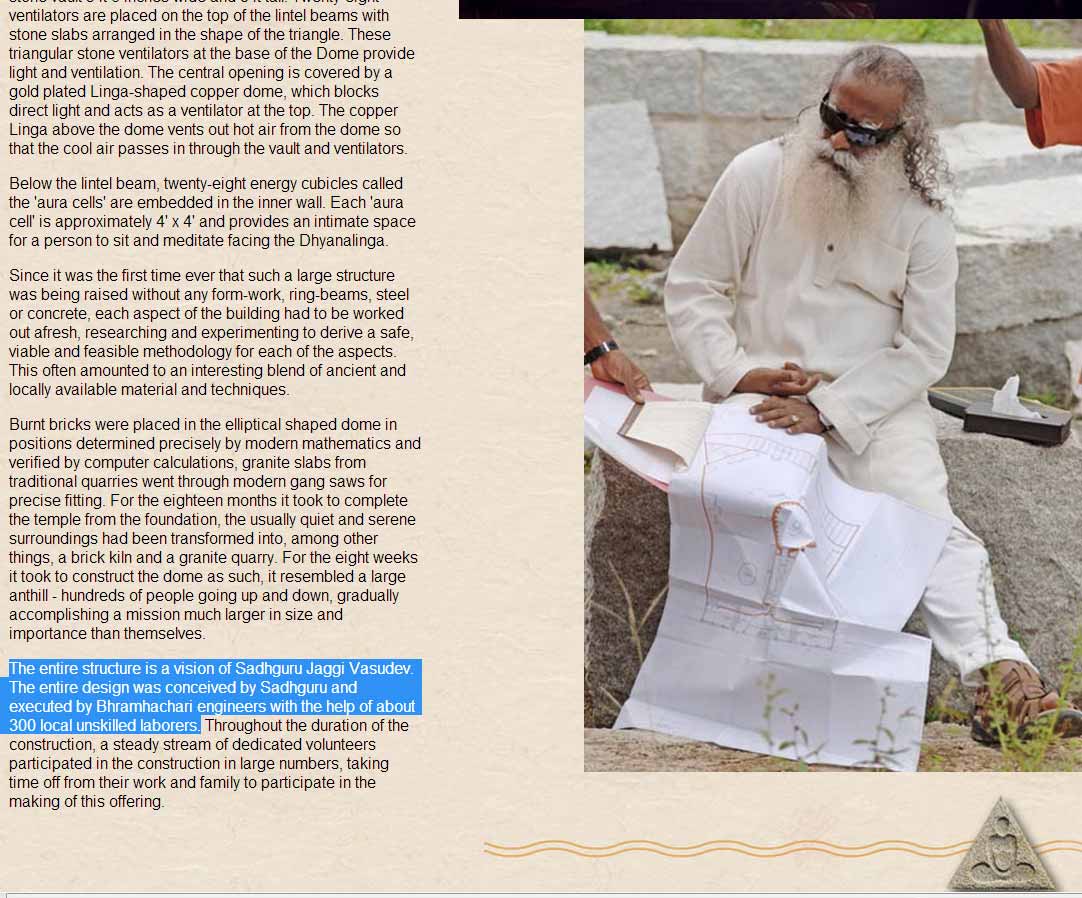 ventilators are placed on the top of the lintel beams with
stone slabs arranged in the shape of the triangle. These
triangular stone ventilators at the base of the Dome provide
light and ventilation. The central opening is covered by a
gold plated Linga-shaped copper dome, which blocks
direct light and acts as a ventilator at the top. The copper
Linga above the dome vents out hot air from the dome so
that the cool air passes in through the vault and ventilators.
Below the lintel beam, twenty-eight energy cubicles called
the 'aura cells' are embedded in the inner wall. Each 'aura
cell' is approximately 4' x 4' and provides an intimate space
for a person to sit and meditate facing the Dhyanalinga.
Since it was the first time ever that such a large structure
was being raised without any form-work, ring-beams, steel
or concrete, each aspect of the building had to be worked
out afresh, researching and experimenting to derive a safe,
viable and feasible methodology for each of the aspects.
This often amounted to an interesting blend of ancient and
locally available material and techniques.
Burnt bricks were placed in the elliptical shaped dome in
positions determined precisely by modern mathematics and
verified by computer calculations, granite slabs from
traditional quarries went through modern gang saws for
precise fitting. For the eighteen months it took to complete
the temple from the foundation, the usually quiet and serene
surroundings had been transformed into, among other
things, a brick kiln and a granite quarry. For the eight weeks
it took to construct the dome as such, it resembled a large
anthill - hundreds of people going up and down, gradually
accomplishing a mission much larger in size and
importance than themselves.
The entire structure is a vision of Sadhguru Jaggi Vasudev.
The entire design was conceived by Sadhguru and
executed by Bhramhachari engineers with the help of about
300 local unskilled laborers. Throughout the duration of the
construction, a steady stream of dedicated volunteers
participated in the construction in large numbers, taking
time off from their work and family to participate in the
making of this offering.